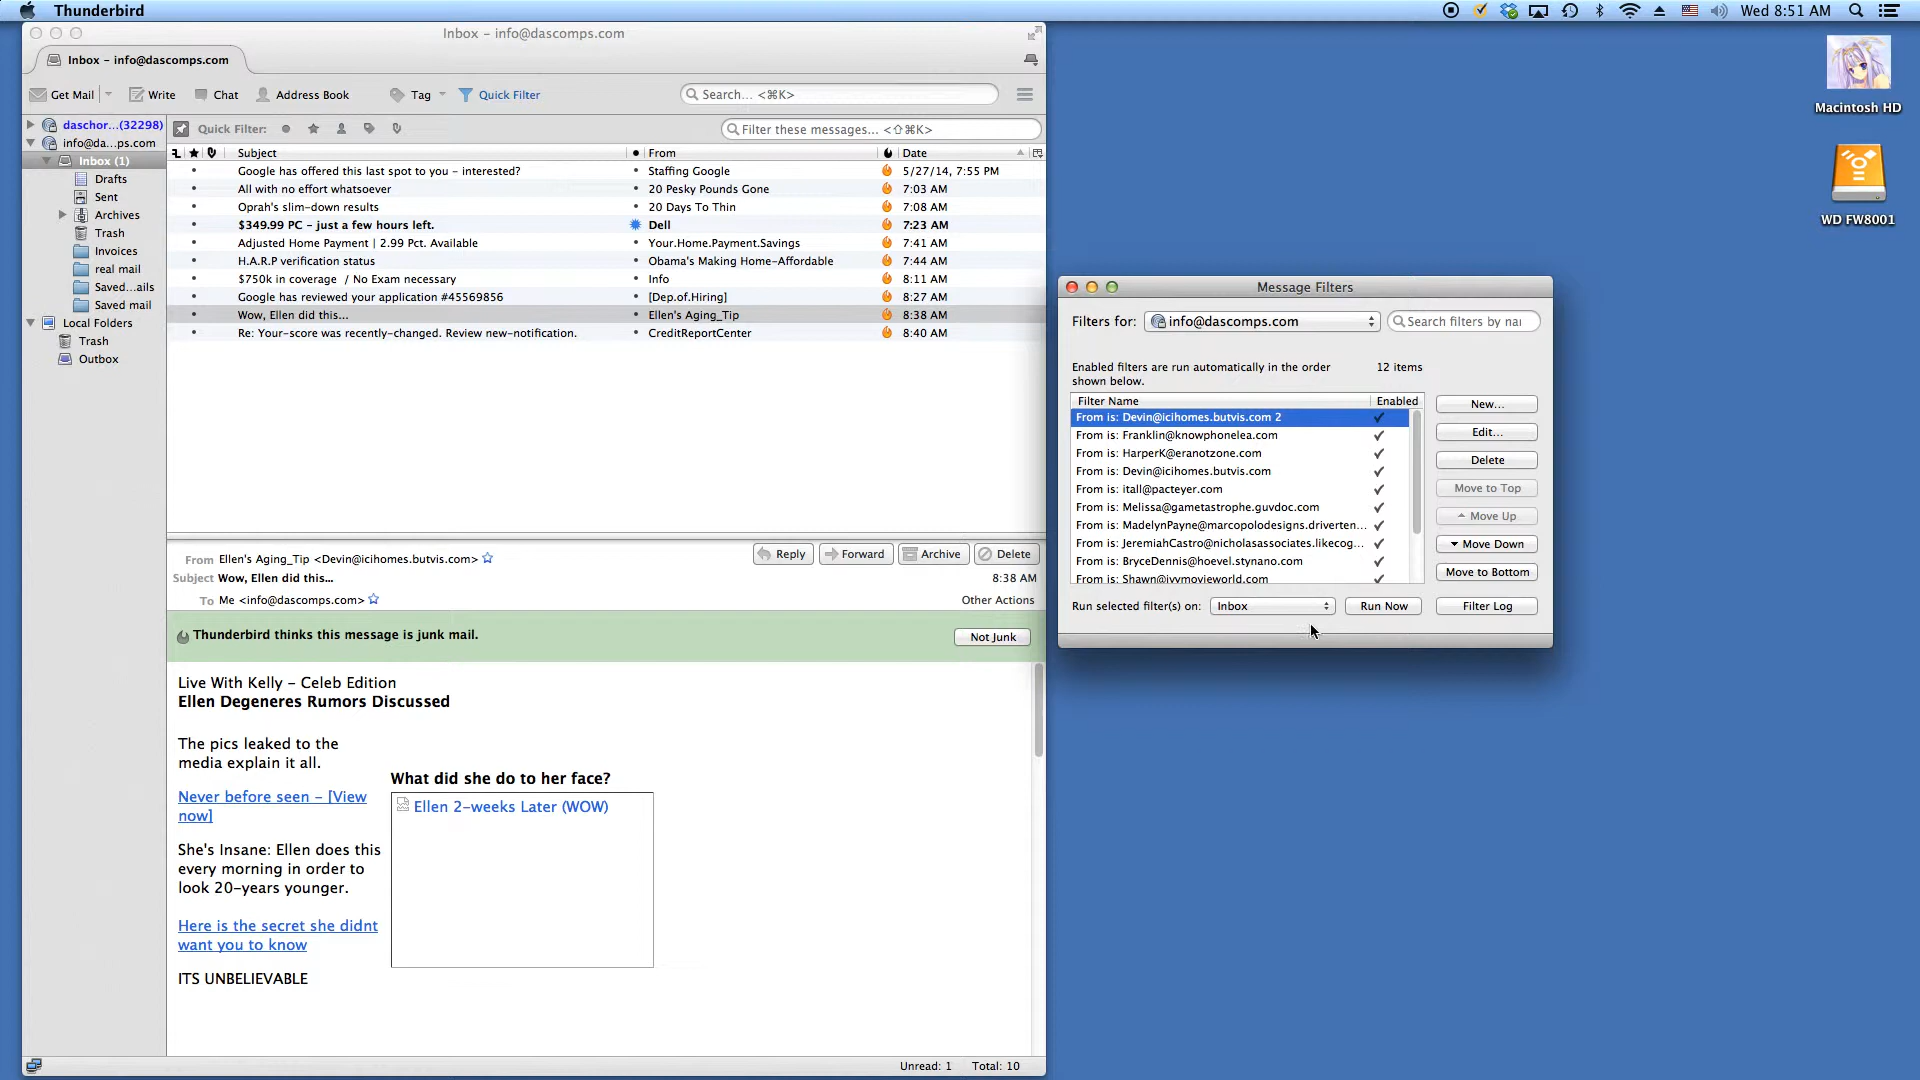 Thunderbird
Wed 8:51 AM
Inbox – info@dascomps.com
Inbox – info@dascomps.com
Get Mail
Write
Chat
Address Book
Tag
Quick Filter
Search... <⌘K>
daschor...(32298)
info@da...ps.com
Inbox (1)
Drafts
Sent
Archives
Trash
Invoices
real mail
Saved...ails
Saved mail
Local Folders
Trash
Outbox
Quick Filter:
Filter these messages... <⇧⌘K>
Subject From Date
Google has offered this last spot to you – interested? Staffing Google 5/27/14, 7:55 PM
All with no effort whatsoever 20 Pesky Pounds Gone 7:03 AM
Oprah's slim-down results 20 Days To Thin 7:08 AM
$349.99 PC – just a few hours left. Dell 7:23 AM
Adjusted Home Payment | 2.99 Pct. Available Your.Home.Payment.Savings 7:41 AM
H.A.R.P verification status Obama's Making Home-Affordable 7:44 AM
$750k in coverage / No Exam necessary Info 8:11 AM
Google has reviewed your application #45569856 [Dep.of.Hiring] 8:27 AM
Wow, Ellen did this... Ellen's Aging_Tip 8:38 AM
Re: Your-score was recently-changed. Review new-notification. CreditReportCenter 8:40 AM
From Ellen's Aging_Tip <Devin@icihomes.butvis.com>
Reply
Forward
Archive
Delete
Subject Wow, Ellen did this... 8:38 AM
To Me <info@dascomps.com> Other Actions
Thunderbird thinks this message is junk mail.
Not Junk
Live With Kelly – Celeb Edition
Ellen Degeneres Rumors Discussed
The pics leaked to the
media explain it all.
Never before seen – [View
now]
She's Insane: Ellen does this
every morning in order to
look 20-years younger.
Here is the secret she didnt
want you to know
ITS UNBELIEVABLE
What did she do to her face?
Ellen 2-weeks Later (WOW)
Unread: 1 Total: 10
Message Filters
Filters for: info@dascomps.com
Search filters by nar
Enabled filters are run automatically in the order
shown below.
12 items
Filter Name Enabled
From is: Devin@icihomes.butvis.com 2
From is: Franklin@knowphonelea.com
From is: HarperK@eranotzone.com
From is: Devin@icihomes.butvis.com
From is: itall@pacteyer.com
From is: Melissa@gametastrophe.guvdoc.com
From is: MadelynPayne@marcopolodesigns.driverten...
From is: JeremiahCastro@nicholasassociates.likecog...
From is: BryceDennis@hoevel.stynano.com
From is: Shawn@ivymovieworld.com
New...
Edit...
Delete
Move to Top
Move Up
Move Down
Move to Bottom
Run selected filter(s) on: Inbox
Run Now
Filter Log
Macintosh HD
WD FW8001